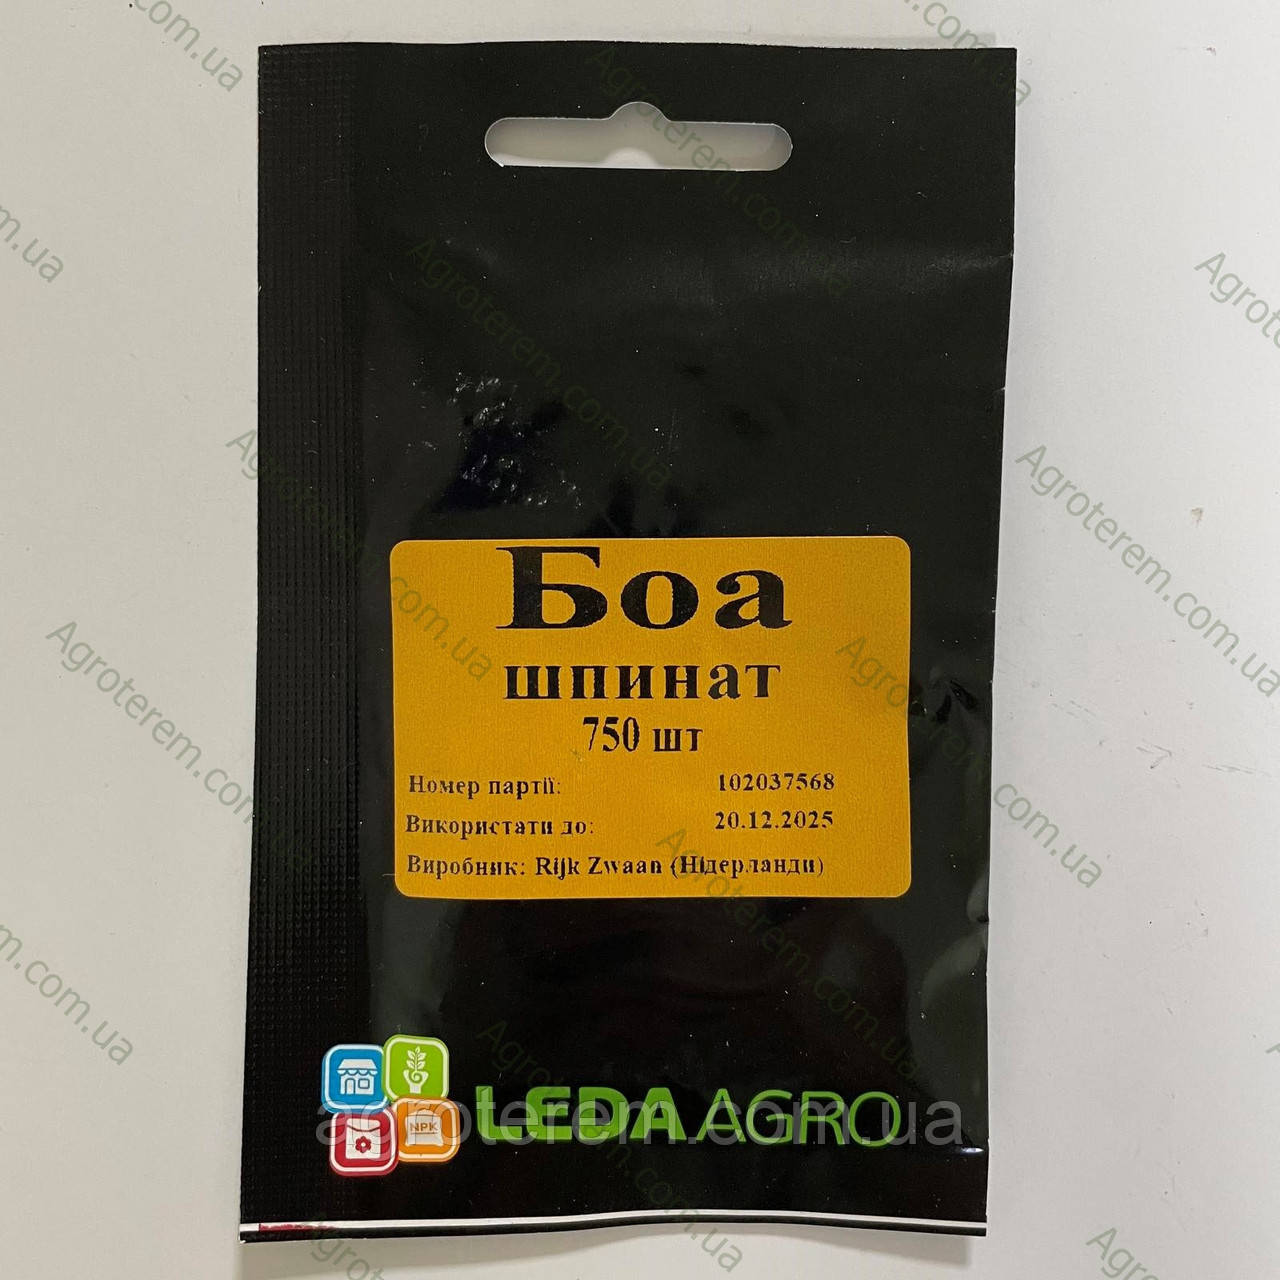 Боа
шпинат
750 шт
Номер партії: 102037568
Використати до: 20.12.2025
Виробник: Rijk Zwaan (Нідерланди)
NPK
LEDA AGRO
agroterem.com.ua
Agroterem.com.ua